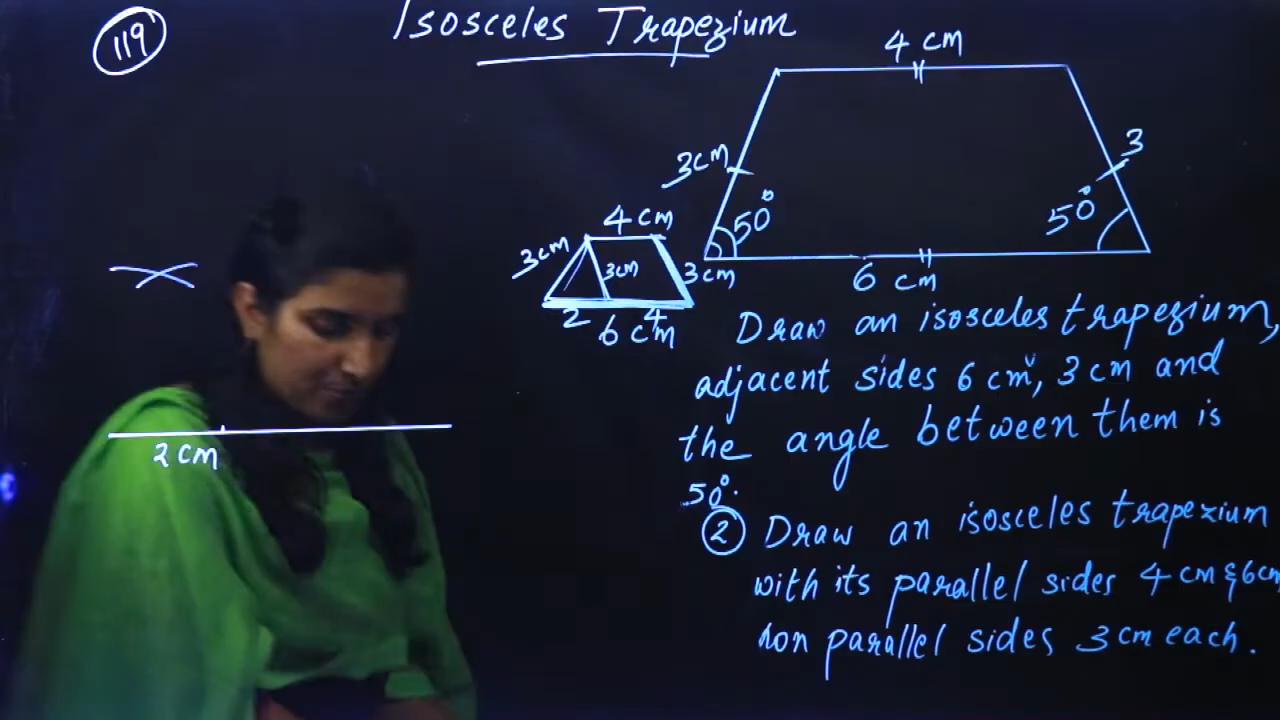 119
Isosceles Trapezium
4 cm
3cm
3
50°
50°
6 cm
4 cm
3cm
3cm
3cm
2
4
6 cm
Draw an isosceles trapezium,
adjacent sides 6 cm, 3 cm and
the angle between them is
50°.
2 Draw an isosceles trapezium
with its parallel sides 4 cm & 6cm
non parallel sides 3 cm each.
2 cm